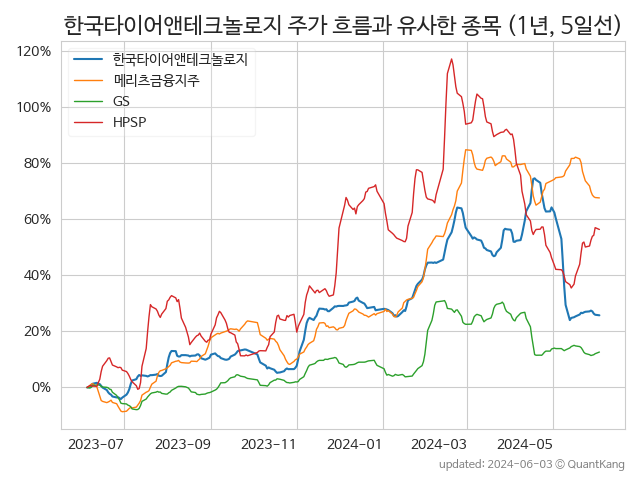 한국타이어앤테크놀로지 주가 흐름과 유사한 종목 (1년, 5일선)
120%
100%
80%
60%
40%
20%
0%
한국타이어앤테크놀로지
메리츠금융지주
GS
HPSP
2023-07
2023-09
2023-11
2024-01
2024-03
2024-05
updated: 2024-06-03 © QuantKang